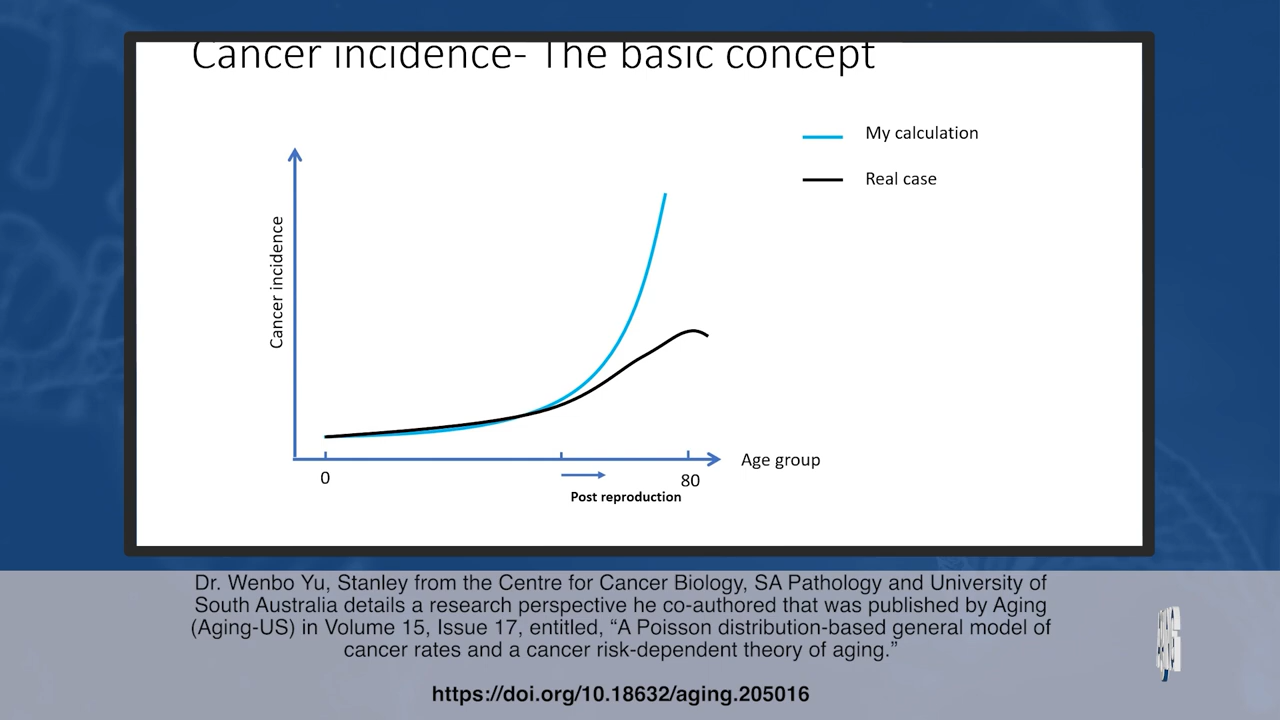 Cancer incidence- The basic concept
My calculation
Real case
Cancer incidence
Age group
0
80
Post reproduction
Dr. Wenbo Yu, Stanley from the Centre for Cancer Biology, SA Pathology and University of
South Australia details a research perspective he co-authored that was published by Aging
(Aging-US) in Volume 15, Issue 17, entitled, “A Poisson distribution-based general model of
cancer rates and a cancer risk-dependent theory of aging.”
https://doi.org/10.18632/aging.205016